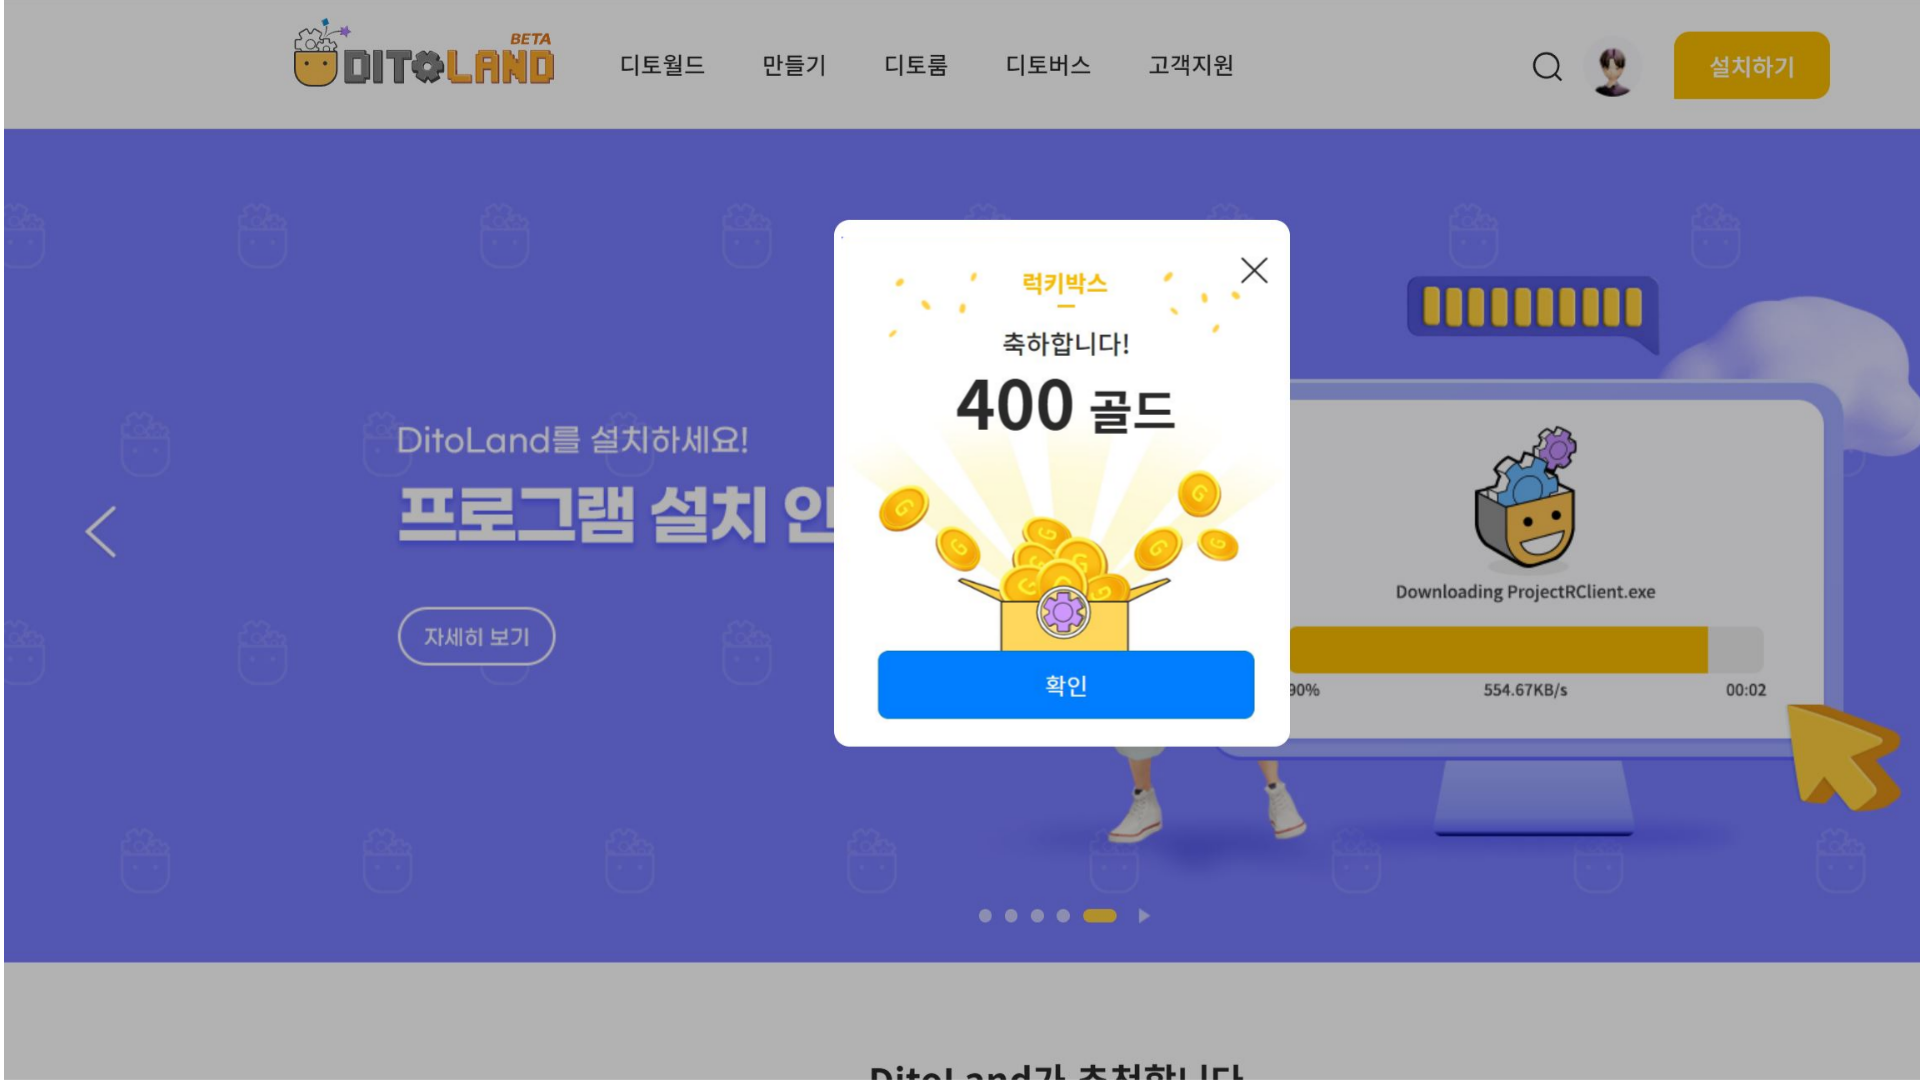 BETA
DITOLAND
디토월드
만들기
디토룸
디토버스
고객지원
설치하기
럭키박스
축하합니다!
400 골드
확인
DitoLand를 설치하세요!
프로그램 설치
자세히 보기
Downloading ProjectRClient.exe
90%
554.67KB/s
00:02
DitoLand가 추천합니다